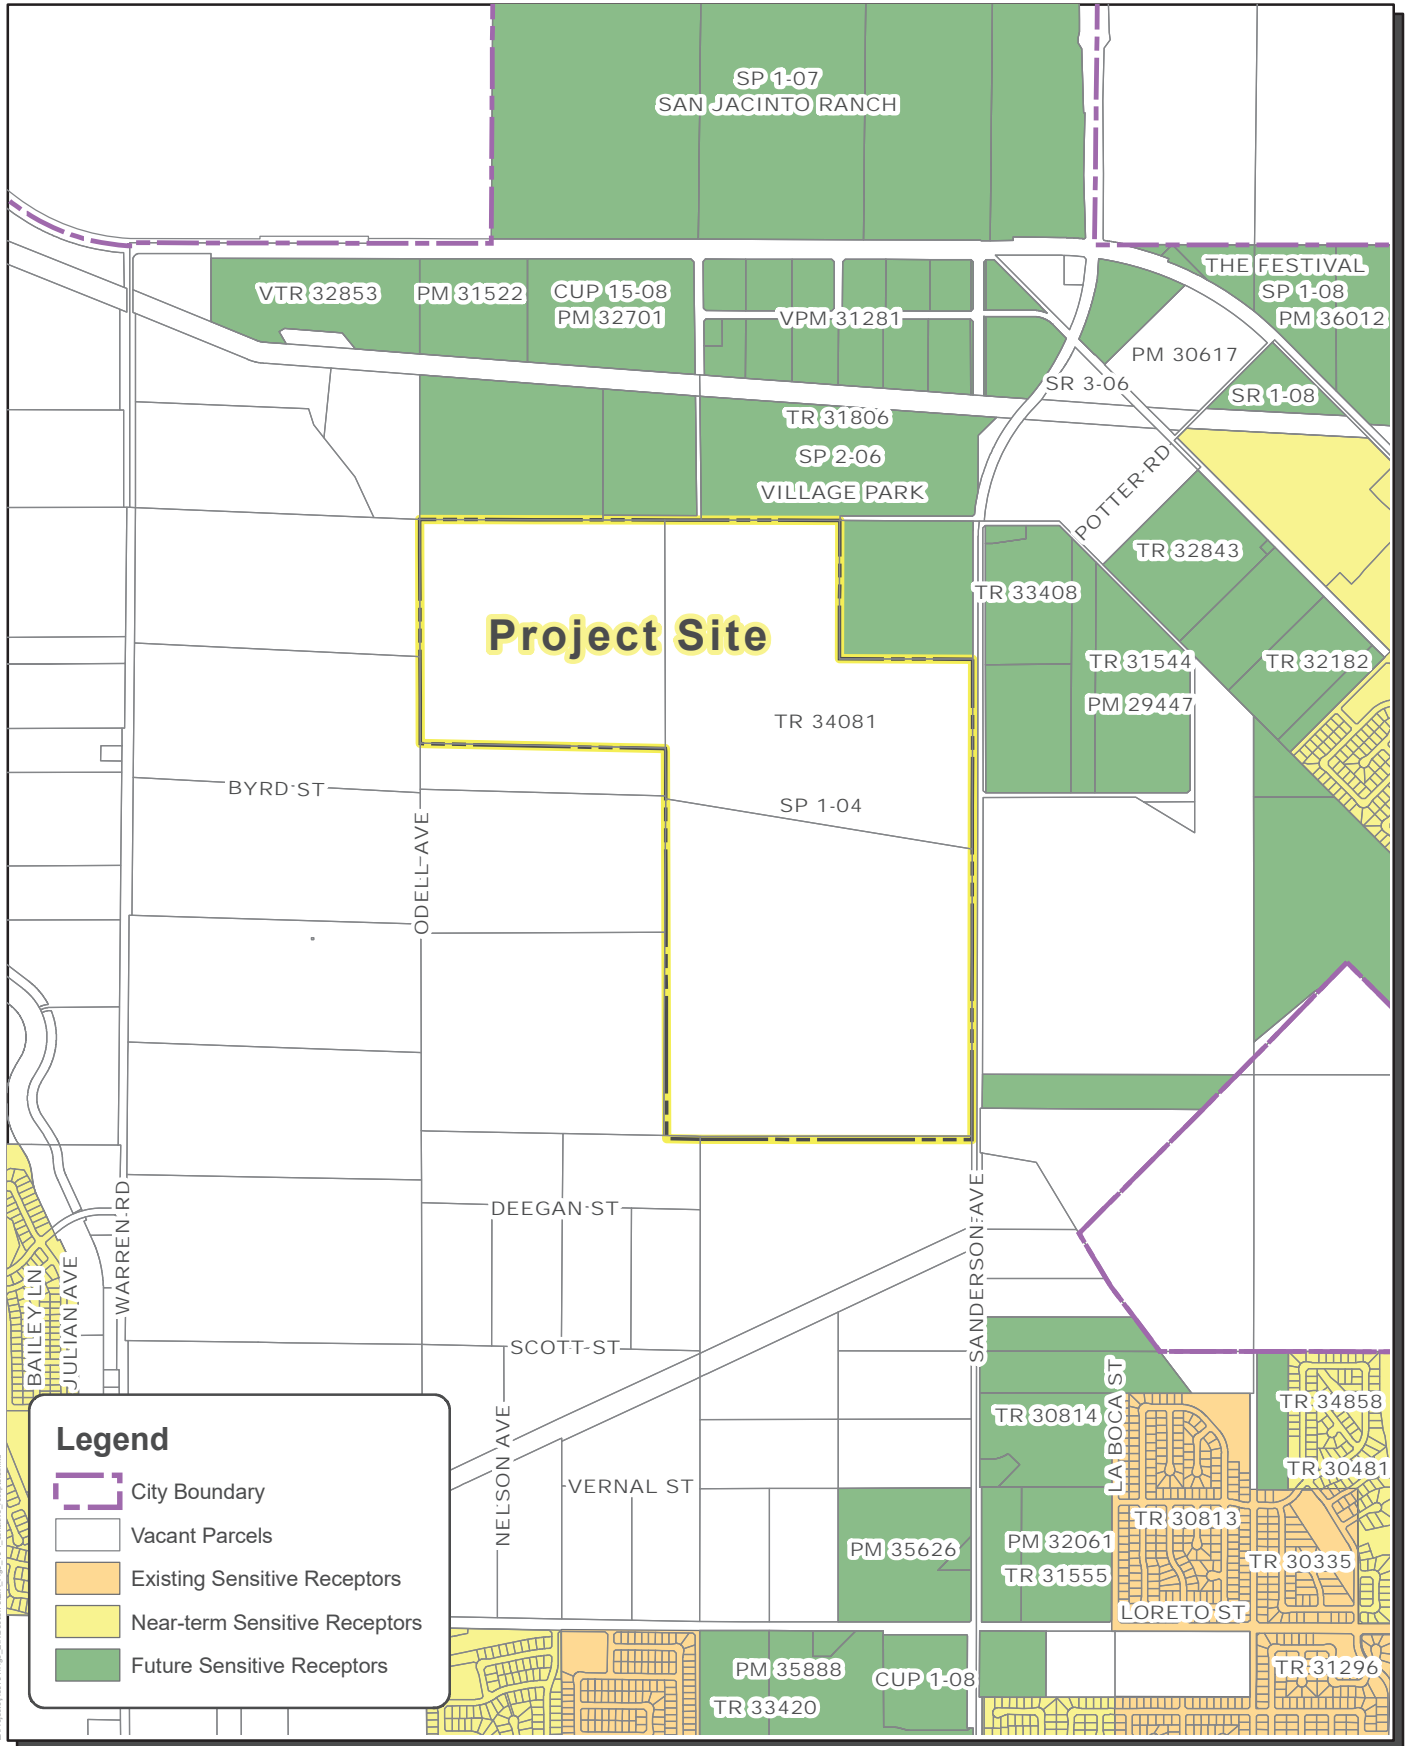 SP 1-07
SAN JACINTO RANCH
THE FESTIVAL
SP 1-08
PM 36012
VTR 32853
PM 31522
CUP 15-08
PM 32701
VPM 31281
PM 30617
SR 3-06
SR 1-08
TR 31806
SP 2-06
VILLAGE PARK
POTTER RD
TR 32843
TR 33408
Project Site
TR 31544
TR 32182
PM 29447
TR 34081
BYRD ST
SP 1-04
ODELL AVE
WARREN RD
DEEGAN ST
SANDERSON AVE
BAILEY LN
JULIAN AVE
SCOTT ST
LA BOCA ST
TR 30814
TR 34858
TR 30481
NELSON AVE
VERNAL ST
TR 30813
PM 35626
PM 32061
TR 30335
TR 31555
LORETO ST
PM 35888
CUP 1-08
TR 31296
TR 33420
Legend
City Boundary
Vacant Parcels
Existing Sensitive Receptors
Near-term Sensitive Receptors
Future Sensitive Receptors